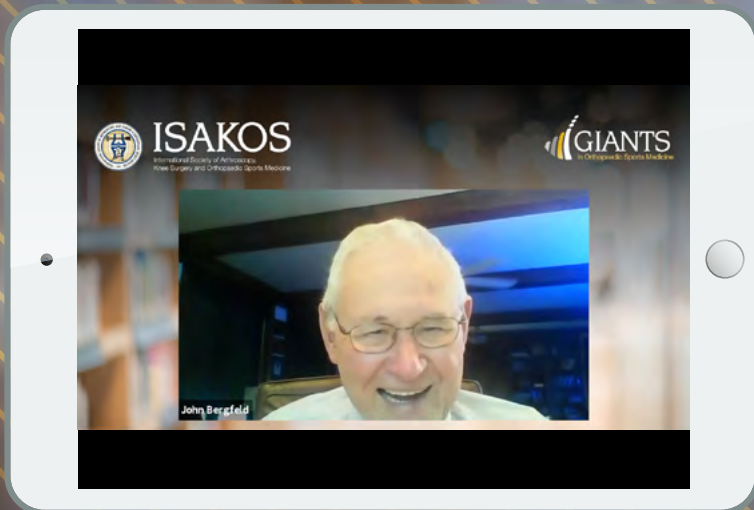 ISAKOS
International Society of Arthroscopy,
Knee Surgery and Orthopaedic Sports Medicine
GIANTS
in Orthopaedic Sports Medicine
John Bergfeld